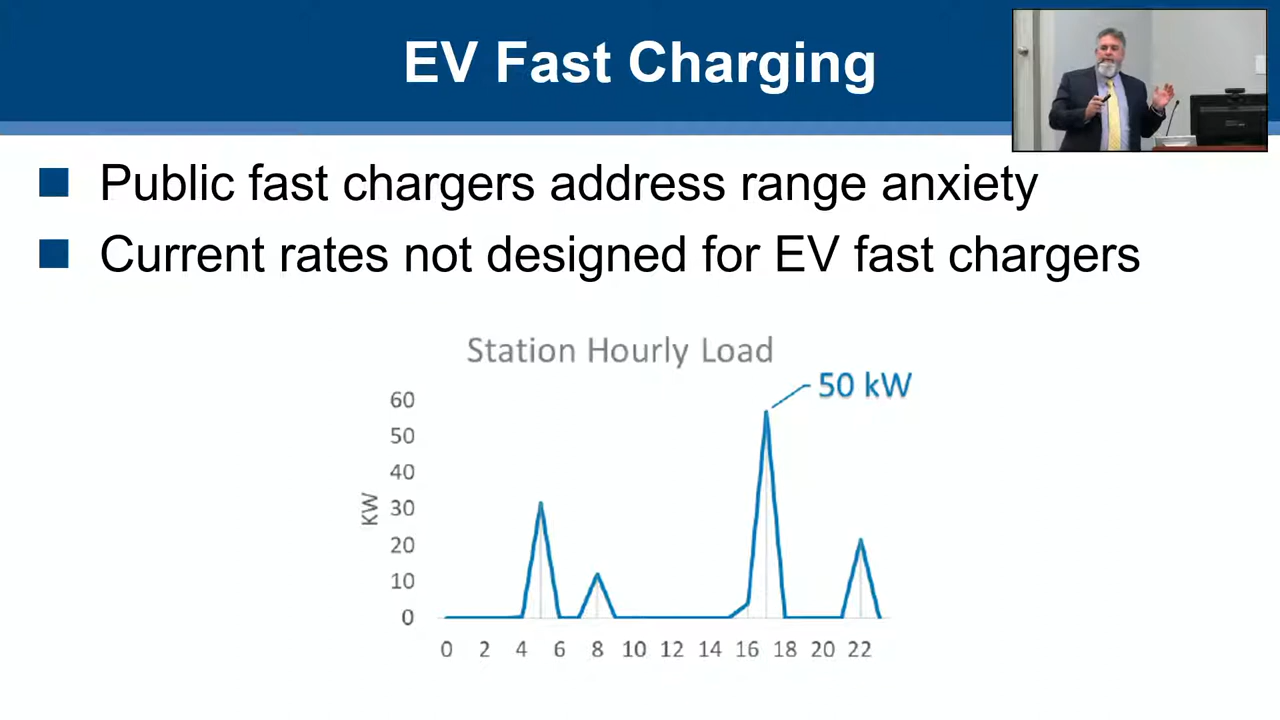 EV Fast Charging
Public fast chargers address range anxiety
Current rates not designed for EV fast chargers
Station Hourly Load
50 kW
60
50
40
30
20
10
0
KW
0 2 4 6 8 10 12 14 16 18 20 22